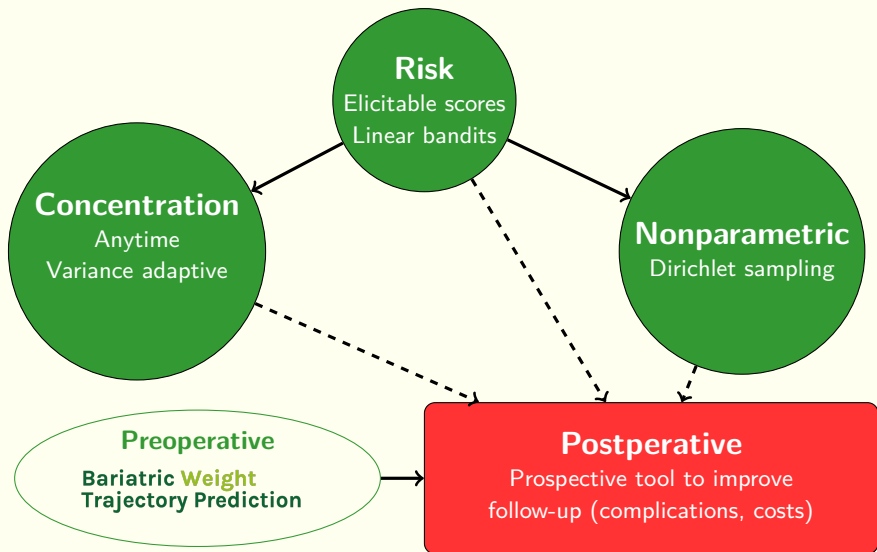 Risk
Elicitable scores
Linear bandits
Concentration
Anytime
Variance adaptive
Nonparametric
Dirichlet sampling
Preoperative
Bariatric Weight
Trajectory Prediction
Postperative
Prospective tool to improve
follow-up (complications, costs)